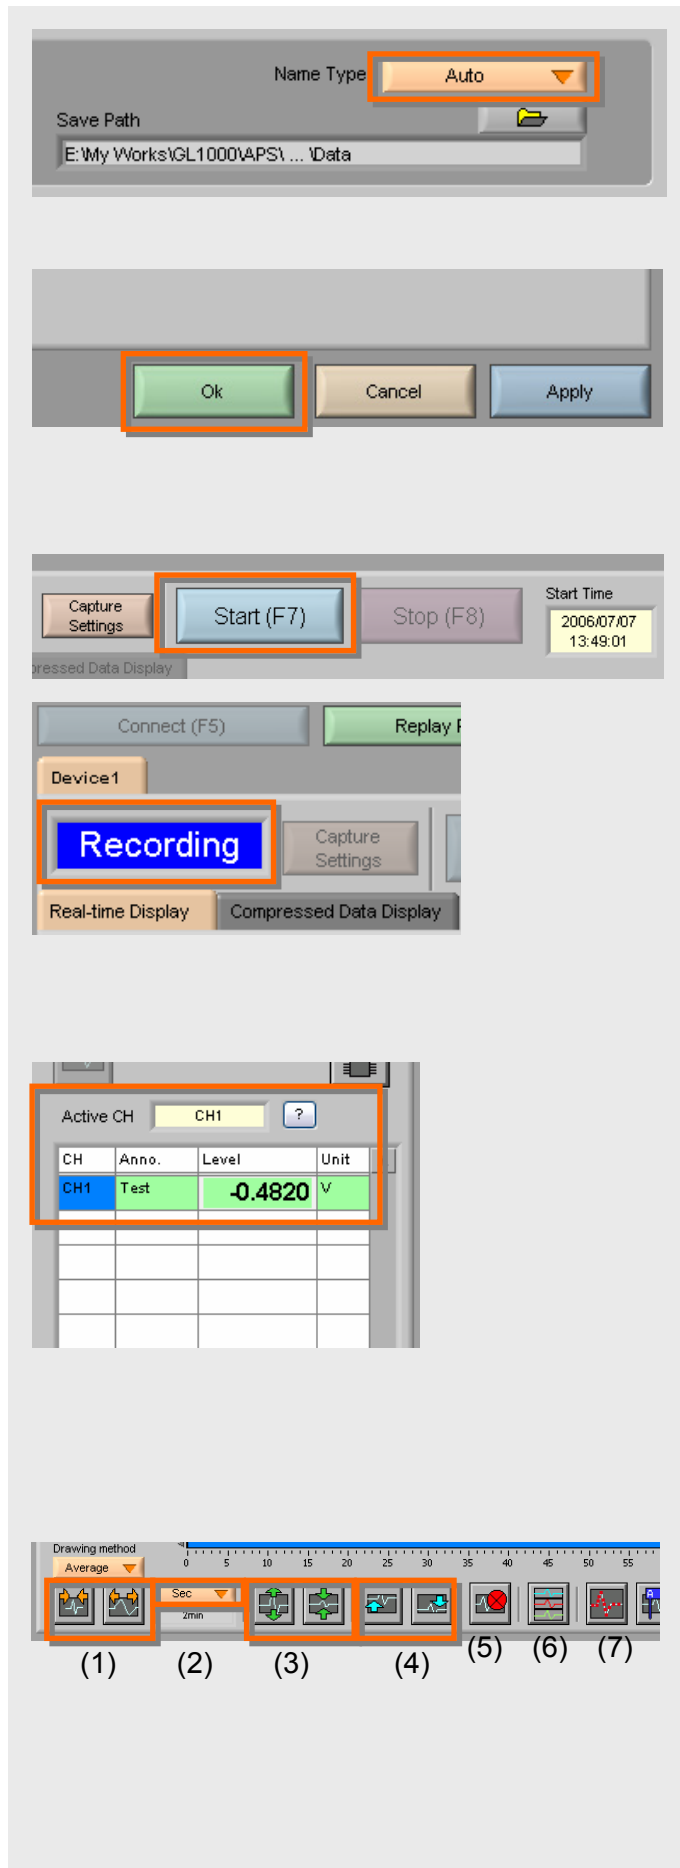 Name Type Auto
Save Path
E:\My Works\GL1000\APS\ ... \Data
Ok Cancel Apply
Capture Settings Start (F7) Stop (F8) Start Time
2006/07/07
13:49:01
pressed Data Display
Connect (F5) Replay
Device1
Recording Capture Settings
Real-time Display Compressed Data Display
Active CH CH1 ?
CH Anno. Level Unit
CH1 Test -0.4820 V
Drawing method
Average 0 5 10 15 20 25 30 35 40 45 50 55
Sec
2min
A
(1) (2) (3) (4) (5) (6) (7)